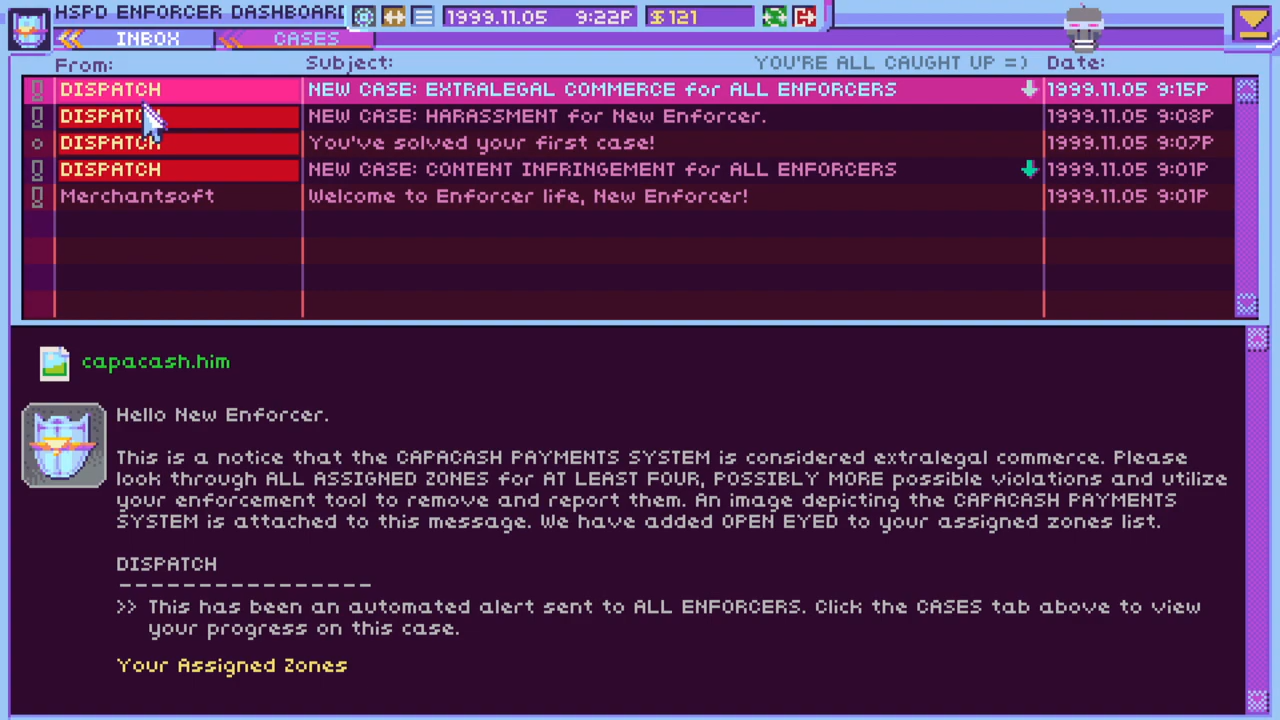 HSPD ENFORCER DASHBOARD
1999.11.05 9:22P
121
INBOX
CASES
From:
Subject:
YOU'RE ALL CAUGHT UP =)
Date:
DISPATCH NEW CASE: EXTRALEGAL COMMERCE for ALL ENFORCERS 1999.11.05 9:15P
DISPATCH NEW CASE: HARASSMENT for New Enforcer. 1999.11.05 9:08P
DISPATCH You've solved your first case! 1999.11.05 9:07P
DISPATCH NEW CASE: CONTENT INFRINGEMENT for ALL ENFORCERS 1999.11.05 9:01P
Merchantsoft Welcome to Enforcer life, New Enforcer! 1999.11.05 9:01P
capacash.him
Hello New Enforcer.
This is a notice that the CAPACASH PAYMENTS SYSTEM is considered extralegal commerce. Please
look through ALL ASSIGNED ZONES for AT LEAST FOUR, POSSIBLY MORE possible violations and utilize
your enforcement tool to remove and report them. An image depicting the CAPACASH PAYMENTS
SYSTEM is attached to this message. We have added OPEN EYED to your assigned zones list.
DISPATCH
----------------
>> This has been an automated alert sent to ALL ENFORCERS. Click the CASES tab above to view
your progress on this case.
Your Assigned Zones